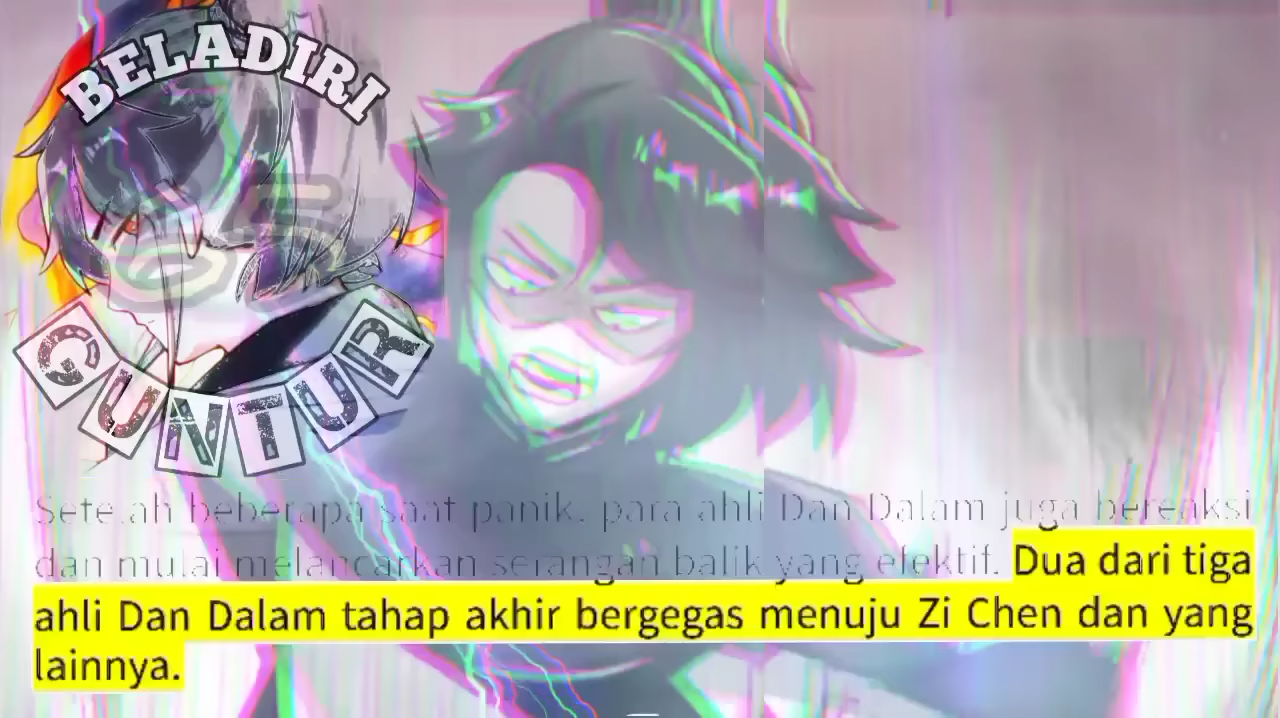 BELADIRI
GUNTUR
Setelah beberapa saat panik, para ahli Dan Dalam juga bereaksi
dan mulai melancarkan serangan balik yang efektif. Dua dari tiga
ahli Dan Dalam tahap akhir bergegas menuju Zi Chen dan yang
lainnya.